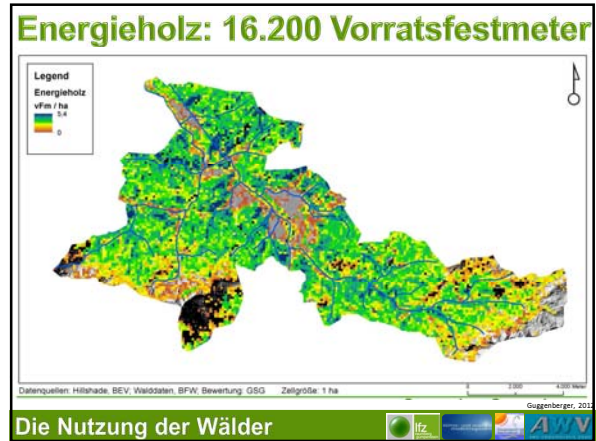 Energieholz: 16.200 Vorratsfestmeter
Legend
Energieholz
vFm / ha
5,4
0
Datenquellen: Hillshade, BEV; Walddaten, BFW; Bewertung: GSG Zellgröße: 1 ha
0 2.000 4.000 Meter
Guggenberger, 2012
Die Nutzung der Wälder
lfz
AWV